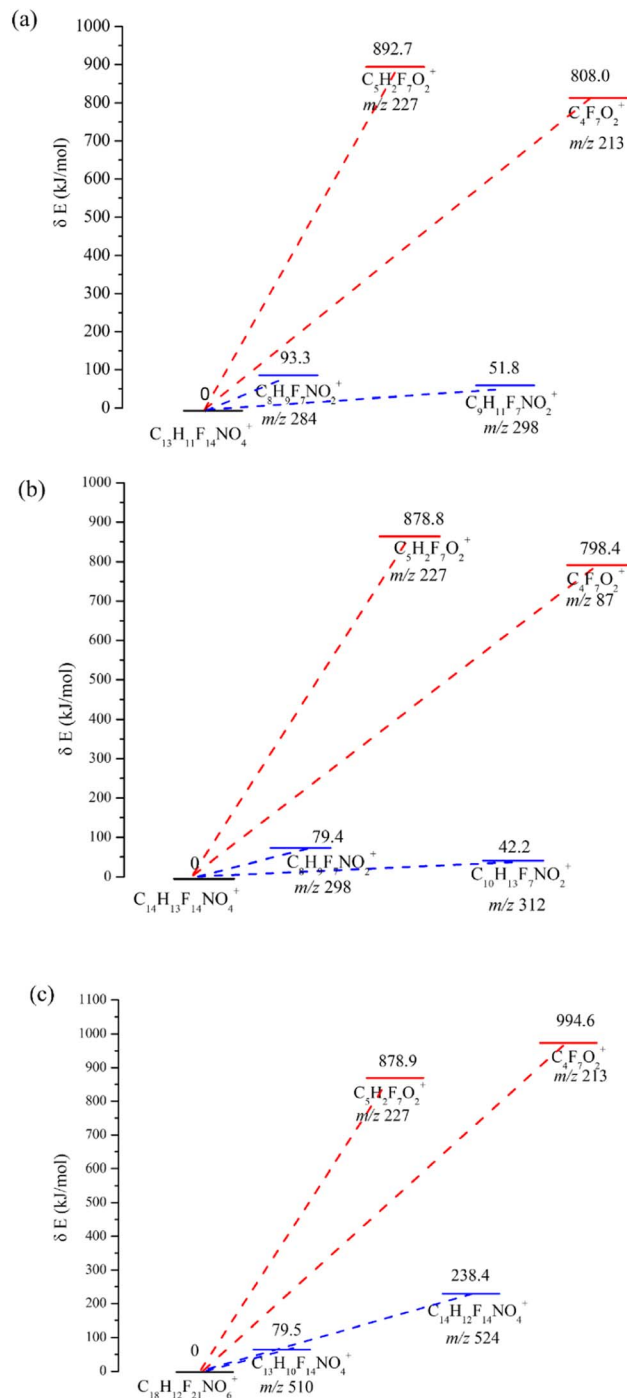 (a)
1000
900
800
700
600
500
400
300
200
100
0
δ E (kJ/mol)
892.7
C₅H₂F₇O₂⁺
m/z 227
808.0
C₄F₇O₂⁺
m/z 213
93.3
C₈H₉F₇NO₂⁺
m/z 284
51.8
C₉H₁₁F₇NO₂⁺
m/z 298
0
C₁₃H₁₁F₁₄NO₄⁺
(b)
1000
900
800
700
600
500
400
300
200
100
0
δ E (kJ/mol)
878.8
C₅H₂F₇O₂⁺
m/z 227
798.4
C₄F₇O₂⁺
m/z 87
79.4
C₈H₉F₇NO₂⁺
m/z 298
42.2
C₁₀H₁₃F₇NO₂⁺
m/z 312
0
C₁₄H₁₃F₁₄NO₄⁺
(c)
1100
1000
900
800
700
600
500
400
300
200
100
0
δ E (kJ/mol)
994.6
C₄F₇O₂⁺
m/z 213
878.9
C₅H₂F₇O₂⁺
m/z 227
238.4
C₁₄H₁₂F₁₄NO₄⁺
m/z 524
79.5
C₁₃H₁₀F₁₄NO₄⁺
m/z 510
0
C₁₈H₁₂F₂₁NO₆⁺